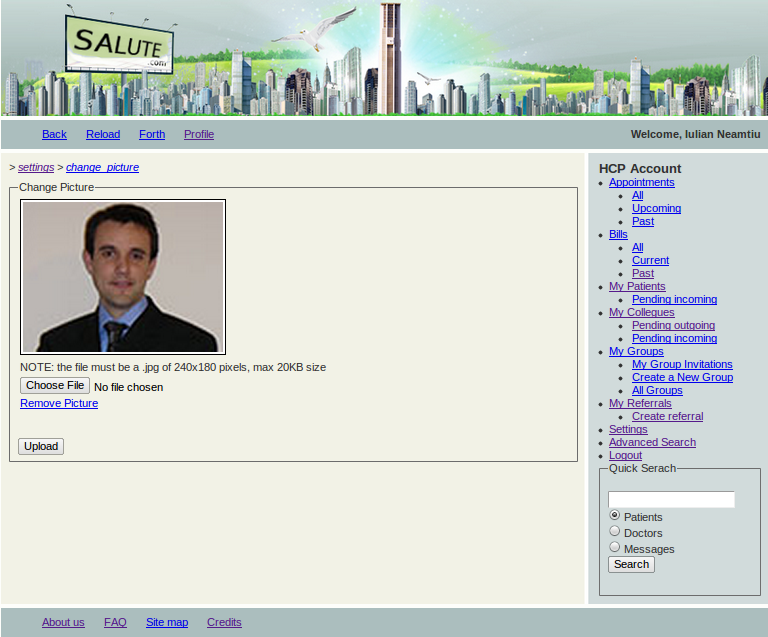 SALUTE
.com
Back Reload Forth Profile Welcome, Iulian Neamtiu
> settings > change_picture
Change Picture
NOTE: the file must be a .jpg of 240x180 pixels, max 20KB size
Choose File No file chosen
Remove Picture
Upload
HCP Account
Appointments
All
Upcoming
Past
Bills
All
Current
Past
My Patients
Pending incoming
My Collegues
Pending outgoing
Pending incoming
My Groups
My Group Invitations
Create a New Group
All Groups
My Referrals
Create referral
Settings
Advanced Search
Logout
Quick Serach
Patients
Doctors
Messages
Search
About us FAQ Site map Credits